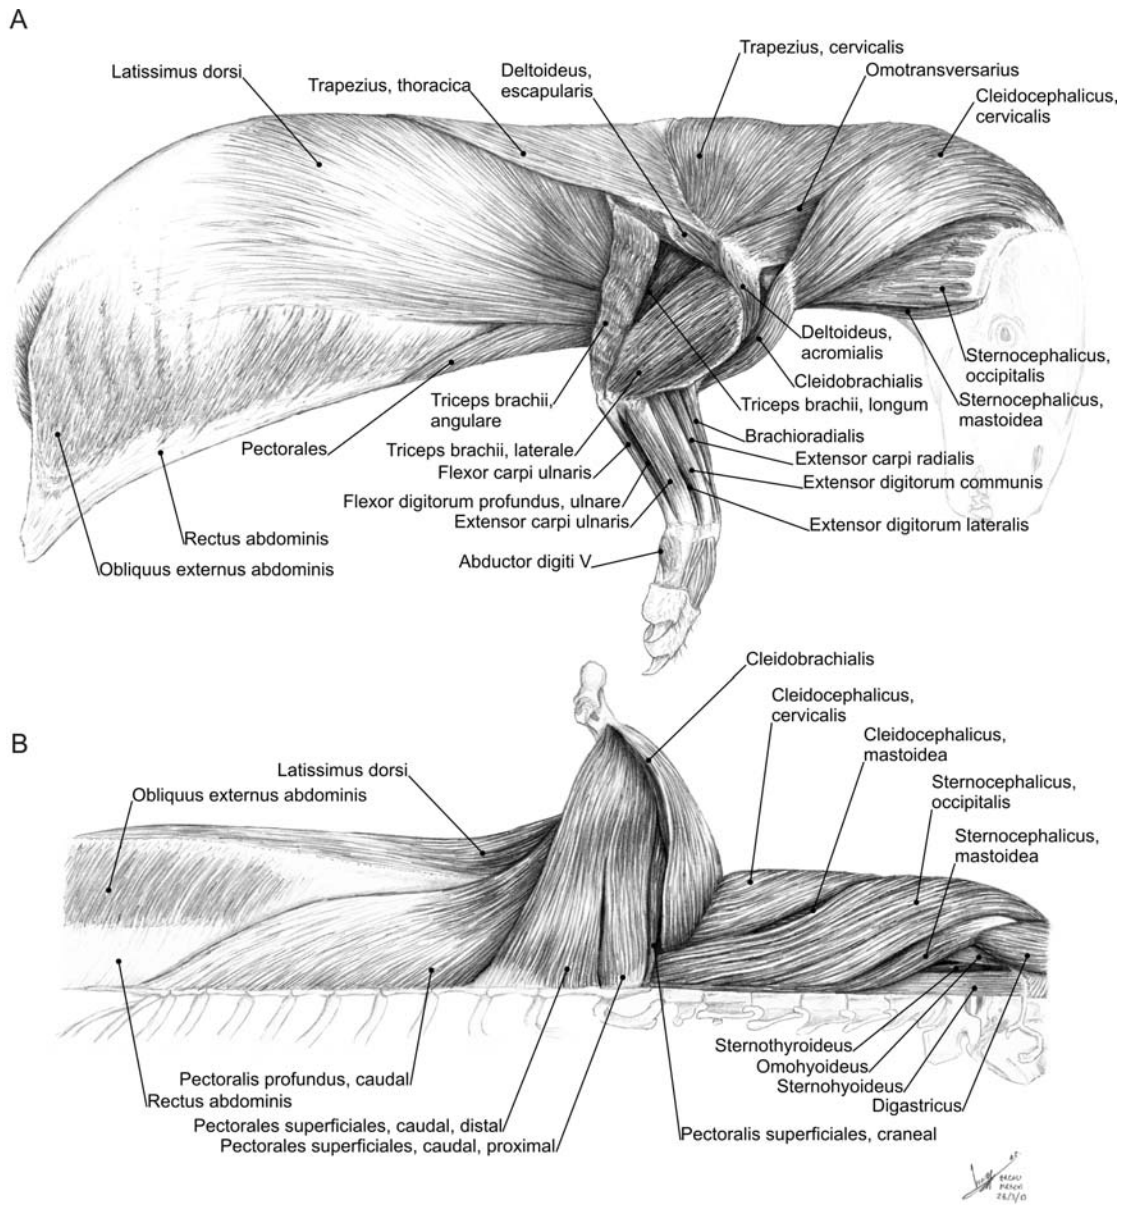 A
Trapezius, cervicalis
Latissimus dorsi
Trapezius, thoracica
Deltoideus,
escapularis
Omotransversarius
Cleidocephalicus,
cervicalis
Deltoideus,
acromialis
Sternocephalicus,
occipitalis
Cleidobrachialis
Triceps brachii,
angulare
Triceps brachii, longum
Sternocephalicus,
mastoidea
Pectorales
Triceps brachii, laterale
Brachioradialis
Flexor carpi ulnaris
Extensor carpi radialis
Flexor digitorum profundus, ulnare
Extensor digitorum communis
Extensor carpi ulnaris
Extensor digitorum lateralis
Rectus abdominis
Obliquus externus abdominis
Abductor digiti V
B
Cleidobrachialis
Cleidocephalicus,
cervicalis
Cleidocephalicus,
mastoidea
Latissimus dorsi
Obliquus externus abdominis
Sternocephalicus,
occipitalis
Sternocephalicus,
mastoidea
Sternothyroideus
Omohyoideus
Pectoralis profundus, caudal
Sternohyoideus
Rectus abdominis
Digastricus
Pectorales superficiales, caudal, distal
Pectoralis superficiales, craneal
Pectorales superficiales, caudal, proximal